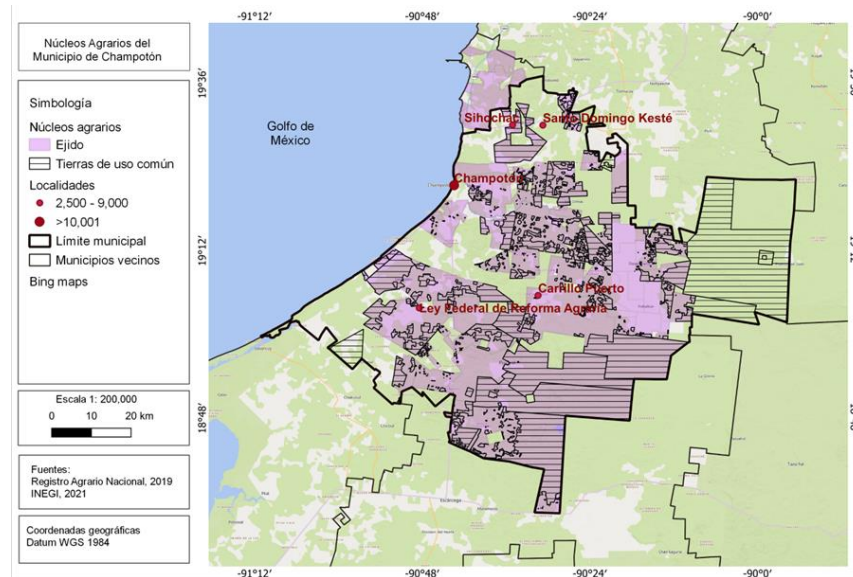 Núcleos Agrarios del
Municipio de Champotón
Simbología
Núcleos agrarios
Ejido
Tierras de uso común
Localidades
2,500 - 9,000
>10,001
Límite municipal
Municipios vecinos
Bing maps
Escala 1: 200,000
0 10 20 km
Fuentes:
Registro Agrario Nacional, 2019
INEGI, 2021
Coordenadas geográficas
Datum WGS 1984
-91°12' -90°48' -90°24' -90°0'
19°36'
19°12'
18°48'
Golfo de
México
Sihochac
Santo Domingo Kesté
Champotón
Carrillo Puerto
Ley Federal de Reforma Agraria
-91°12' -90°48' -90°24' -90°0'